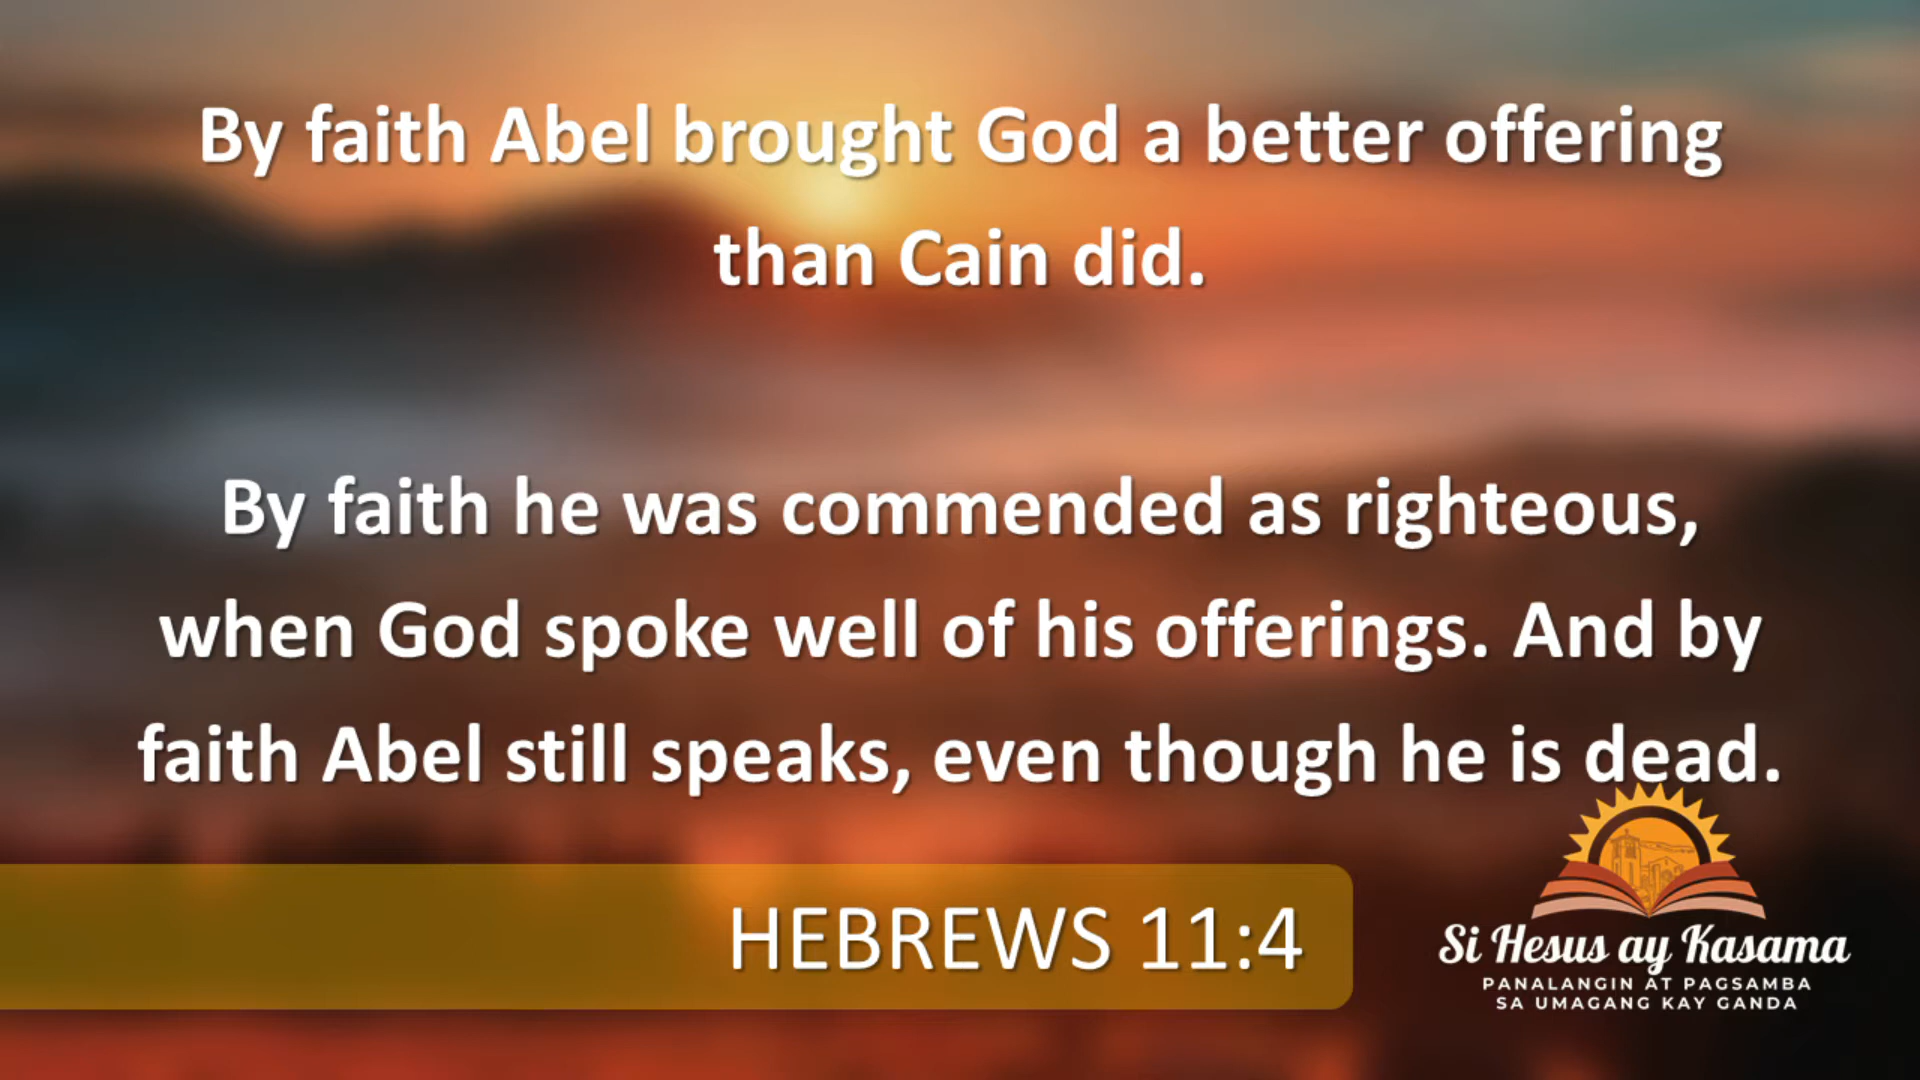 By faith Abel brought God a better offering
than Cain did.
By faith he was commended as righteous,
when God spoke well of his offerings. And by
faith Abel still speaks, even though he is dead.
HEBREWS 11:4
Si Hesus ay Kasama
PANALANGIN AT PAGSAMBA
SA UMAGANG KAY GANDA